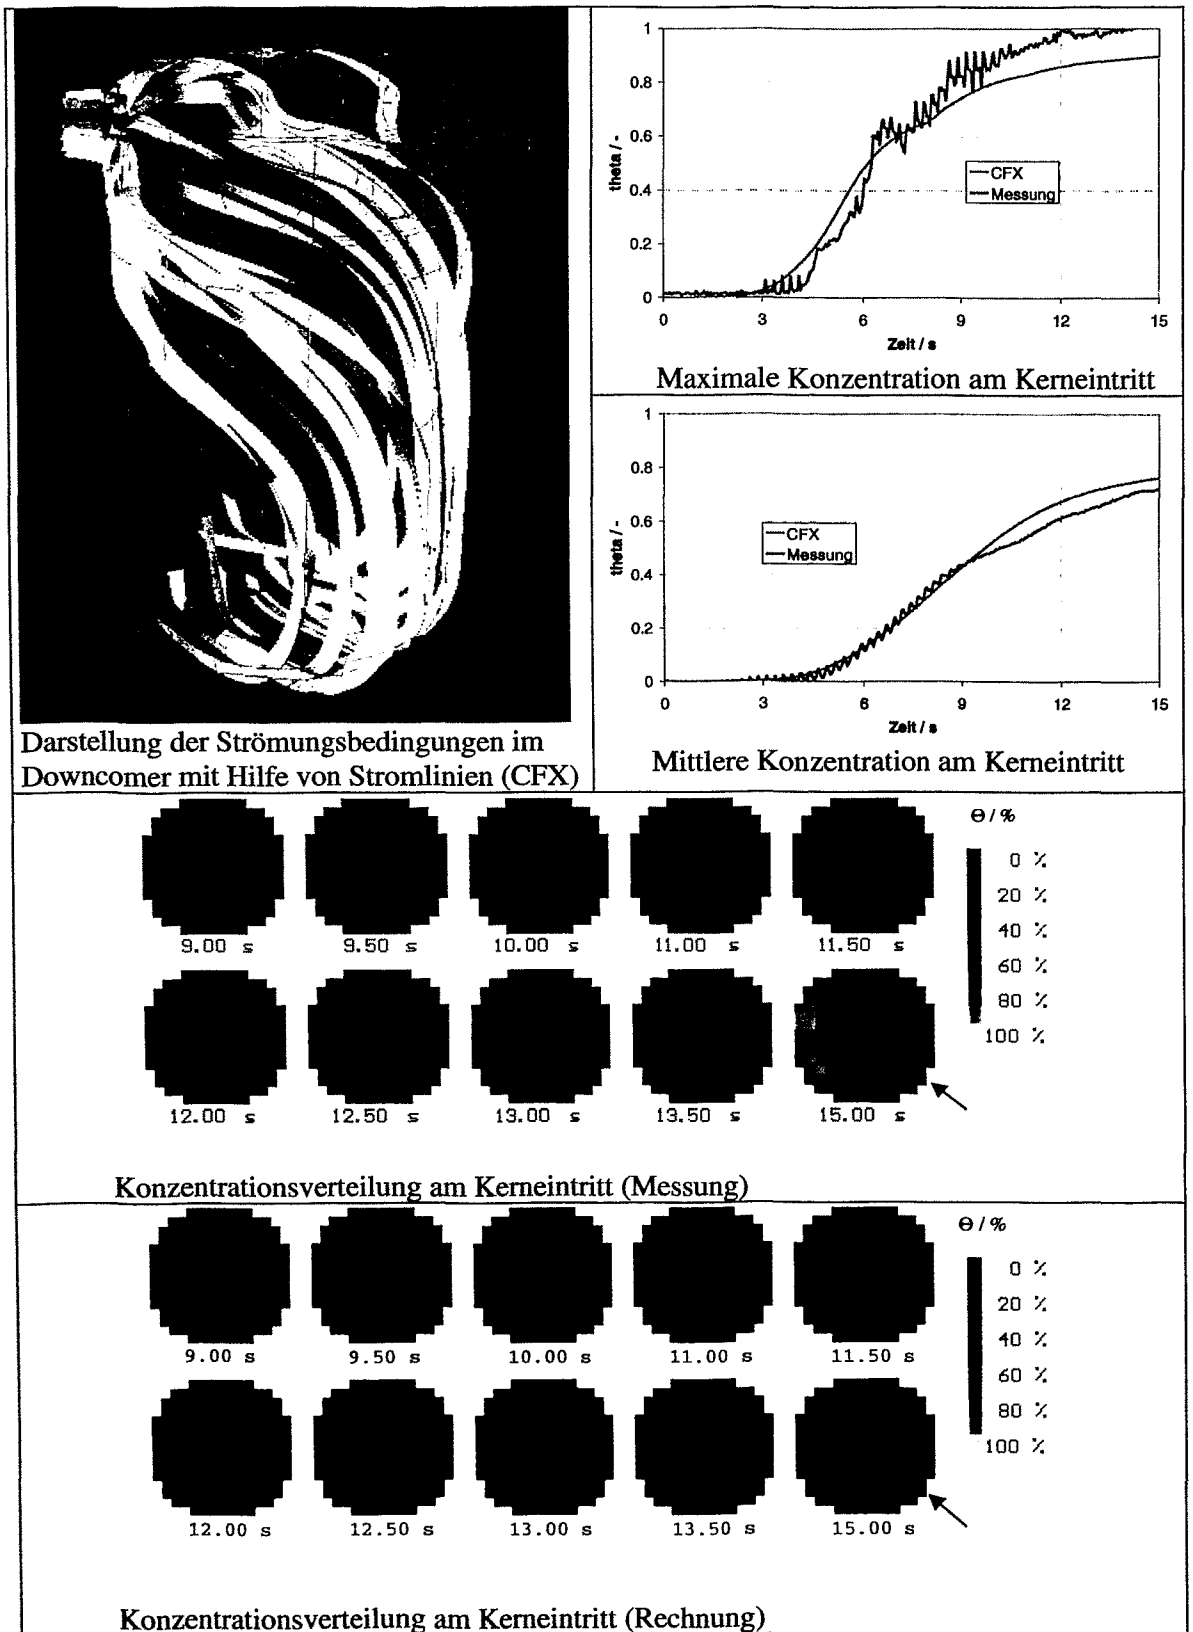 Darstellung der Strömungsbedingungen im
Downcomer mit Hilfe von Stromlinien (CFX)
1
0.8
0.6
0.4
0.2
0
theta / -
CFX
Messung
0 3 6 9 12 15
Zeit / s
Maximale Konzentration am Kerneintritt
1
0.8
0.6
0.4
0.2
0
theta / -
CFX
Messung
0 3 6 9 12 15
Zeit / s
Mittlere Konzentration am Kerneintritt
Θ / %
0 %
20 %
40 %
60 %
80 %
100 %
9.00 s 9.50 s 10.00 s 11.00 s 11.50 s
12.00 s 12.50 s 13.00 s 13.50 s 15.00 s
Konzentrationsverteilung am Kerneintritt (Messung)
Θ / %
0 %
20 %
40 %
60 %
80 %
100 %
9.00 s 9.50 s 10.00 s 11.00 s 11.50 s
12.00 s 12.50 s 13.00 s 13.50 s 15.00 s
Konzentrationsverteilung am Kerneintritt (Rechnung)